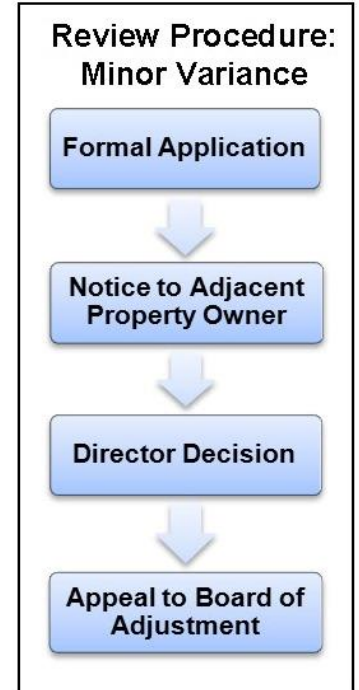 Review Procedure:
Minor Variance
Formal Application
Notice to Adjacent
Property Owner
Director Decision
Appeal to Board of
Adjustment